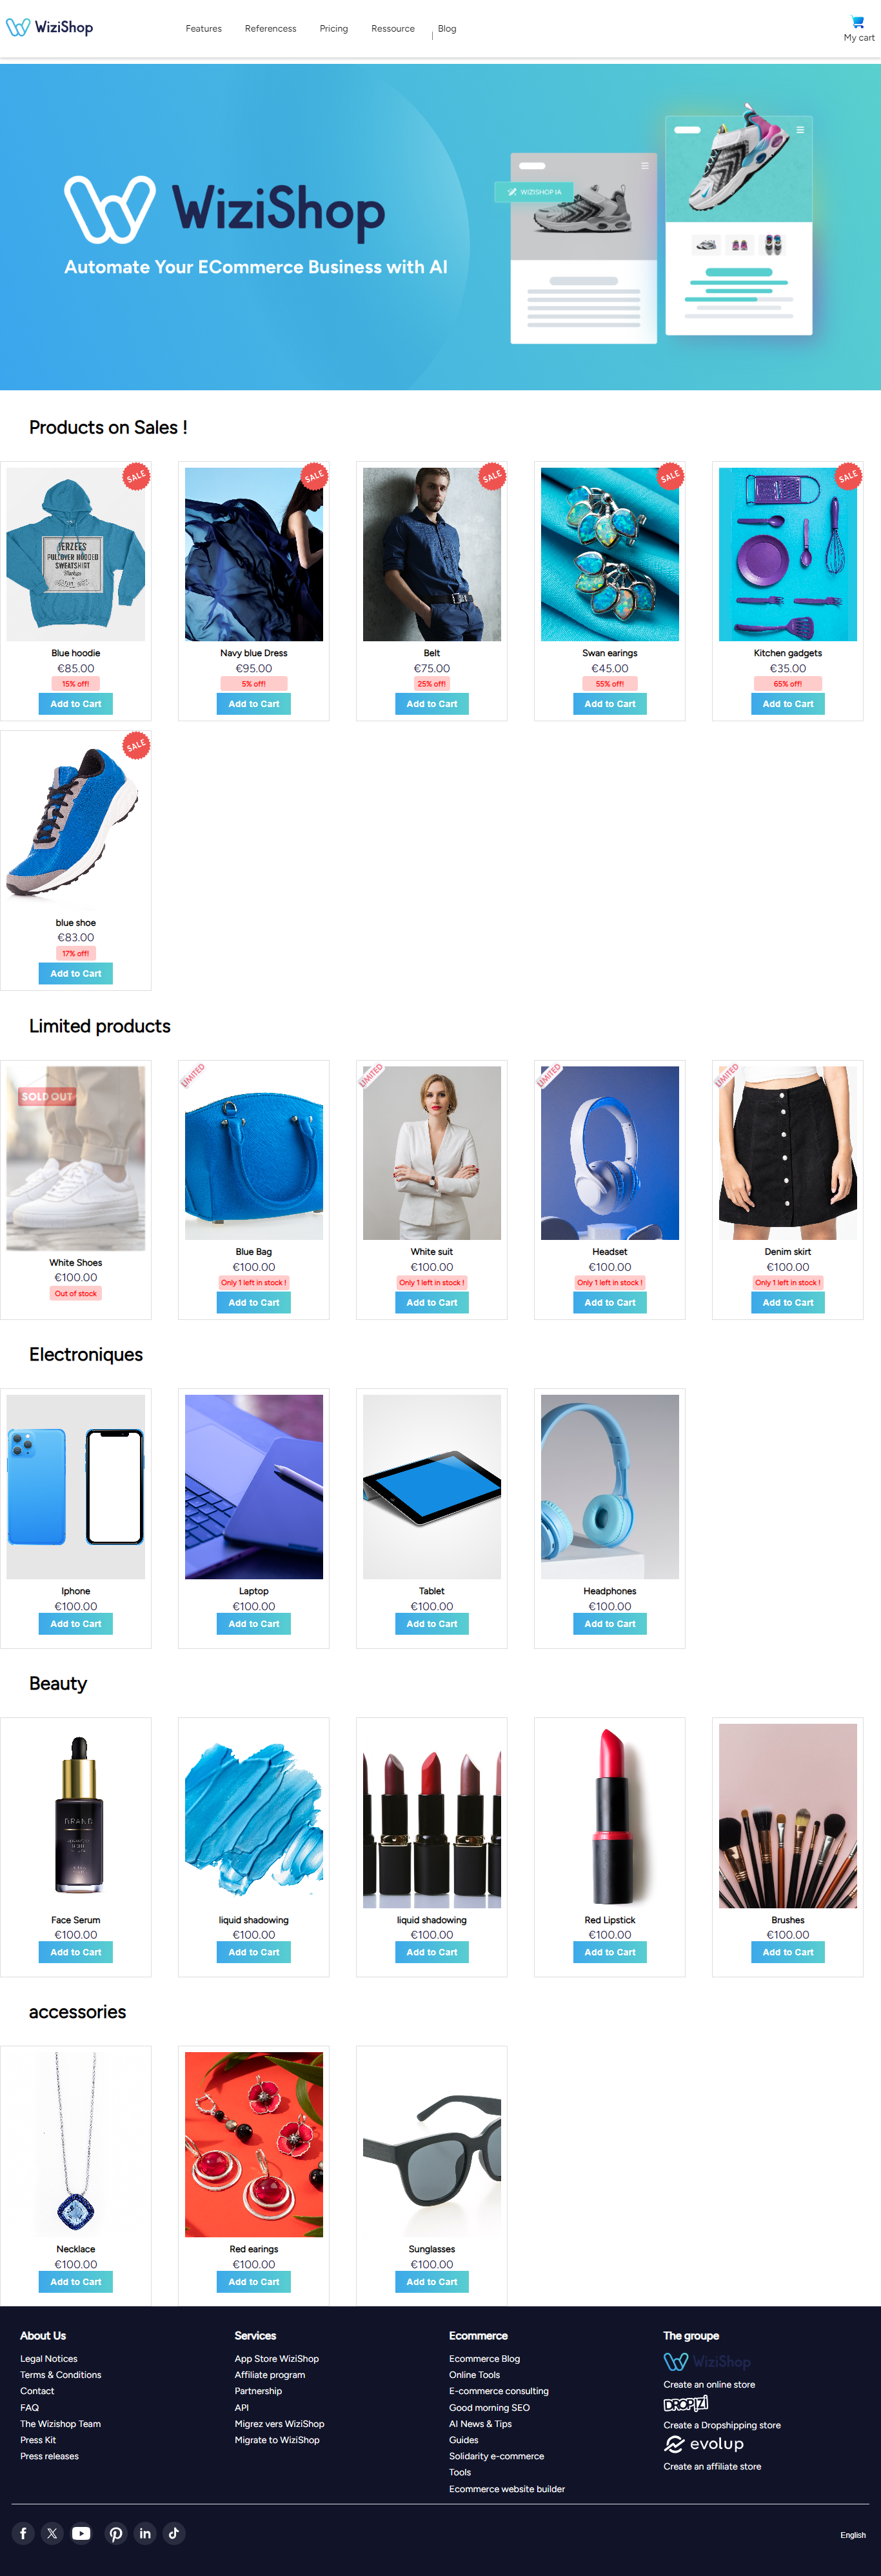 WiziShop
Features Referencess Pricing Ressource | Blog
My cart
WiziShop
Automate Your ECommerce Business with AI
WIZISHOP IA
Products on Sales !
SALE SALE SALE SALE SALE
JERZEES
PULLOVER HOODED
SWEATSHIRT
Blue hoodie Navy blue Dress Belt Swan earings Kitchen gadgets
€85.00 €95.00 €75.00 €45.00 €35.00
15% off! 5% off! 25% off! 55% off! 65% off!
Add to Cart Add to Cart Add to Cart Add to Cart Add to Cart
SALE
blue shoe
€83.00
17% off!
Add to Cart
Limited products
LIMITED LIMITED LIMITED LIMITED
SOLD OUT
White Shoes Blue Bag White suit Headset Denim skirt
€100.00 €100.00 €100.00 €100.00 €100.00
Out of stock Only 1 left in stock ! Only 1 left in stock ! Only 1 left in stock ! Only 1 left in stock !
Add to Cart Add to Cart Add to Cart Add to Cart
Electroniques
Iphone Laptop Tablet Headphones
€100.00 €100.00 €100.00 €100.00
Add to Cart Add to Cart Add to Cart Add to Cart
Beauty
BRAND
Face Serum liquid shadowing liquid shadowing Red Lipstick Brushes
€100.00 €100.00 €100.00 €100.00 €100.00
Add to Cart Add to Cart Add to Cart Add to Cart Add to Cart
accessories
Necklace Red earings Sunglasses
€100.00 €100.00 €100.00
Add to Cart Add to Cart Add to Cart
About Us
Legal Notices
Terms & Conditions
Contact
FAQ
The Wizishop Team
Press Kit
Press releases
Services
App Store WiziShop
Affiliate program
Partnership
API
Migrez vers WiziShop
Migrate to WiziShop
Ecommerce
Ecommerce Blog
Online Tools
E-commerce consulting
Good morning SEO
AI News & Tips
Guides
Solidarity e-commerce
Tools
Ecommerce website builder
The groupe
WiziShop
Create an online store
DROPIZI
Create a Dropshipping store
evolup
Create an affiliate store
English